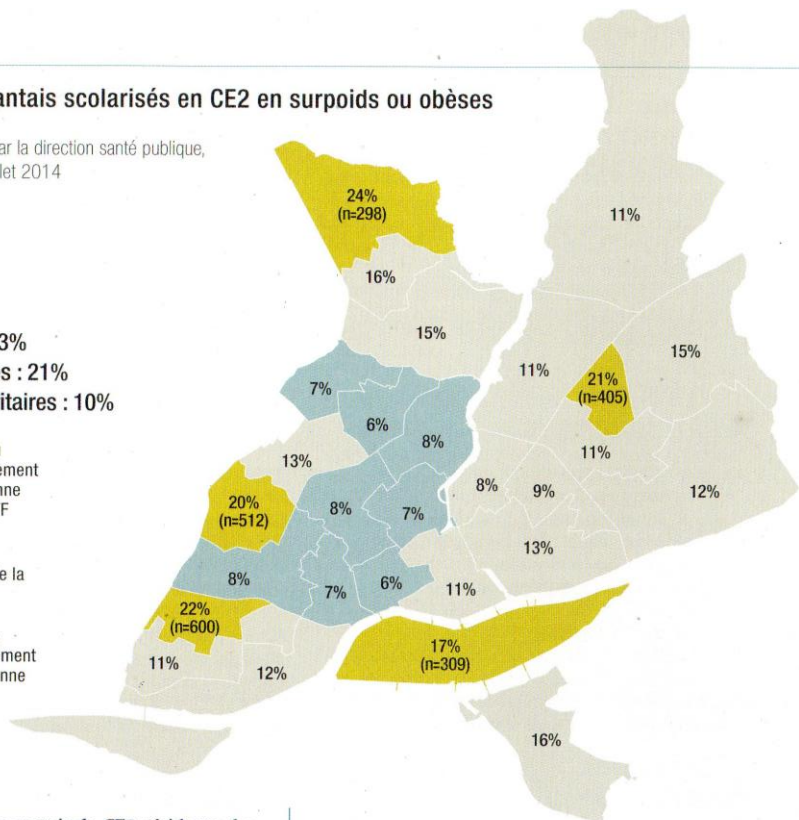 antais scolarisés en CE2 en surpoids ou obèses
ar la direction santé publique,
let 2014
24%
(n=298)
11%
16%
15%
15%
11%
21%
(n=405)
3%
s : 21%
itaires : 10%
7%
6%
8%
11%
13%
8%
9%
12%
ement
nne
F
20%
(n=512)
8%
7%
13%
e la
8%
7%
6%
11%
22%
(n=600)
ement
nne
11%
12%
17%
(n=309)
16%